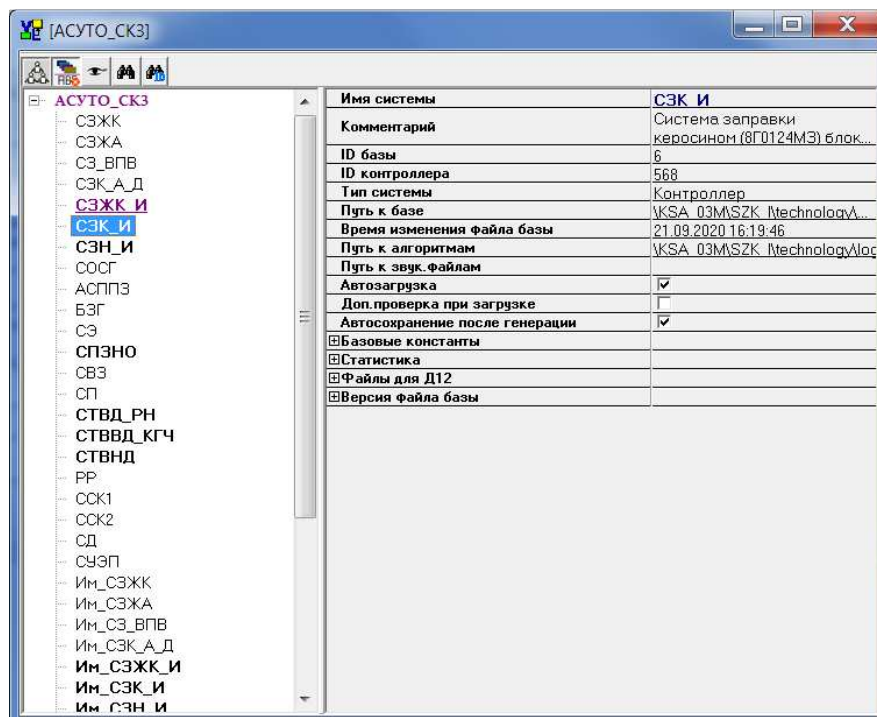 [АСУТО_СК3]
АСУТО_СК3
СЗЖК
СЗЖА
СЗ_ВПВ
СЗК_А_Д
СЗЖК_И
СЗК_И
СЗН_И
СОСГ
АСППЗ
БЗГ
СЭ
СПЗНО
СВЗ
СП
СТВД_РН
СТВВД_КГЧ
СТВНД
РР
ССК1
ССК2
СД
СУЭП
Им_СЗЖК
Им_СЗЖА
Им_СЗ_ВПВ
Им_СЗК_А_Д
Им_СЗЖК_И
Им_СЗК_И
Им_СЗН_И
Имя системы СЗК_И
Комментарий Система заправки
керосином (8Г0124М3) блок...
ID базы 6
ID контроллера 568
Тип системы Контроллер
Путь к базе \KSA_03M\SZK_I\technology\...
Время изменения файла базы 21.09.2020 16:19:46
Путь к алгоритмам \KSA_03M\SZK_I\technology\log
Путь к звук.файлам
Автозагрузка
Доп.проверка при загрузке
Автосохранение после генерации
Базовые константы
Статистика
Файлы для Д12
Версия файла базы